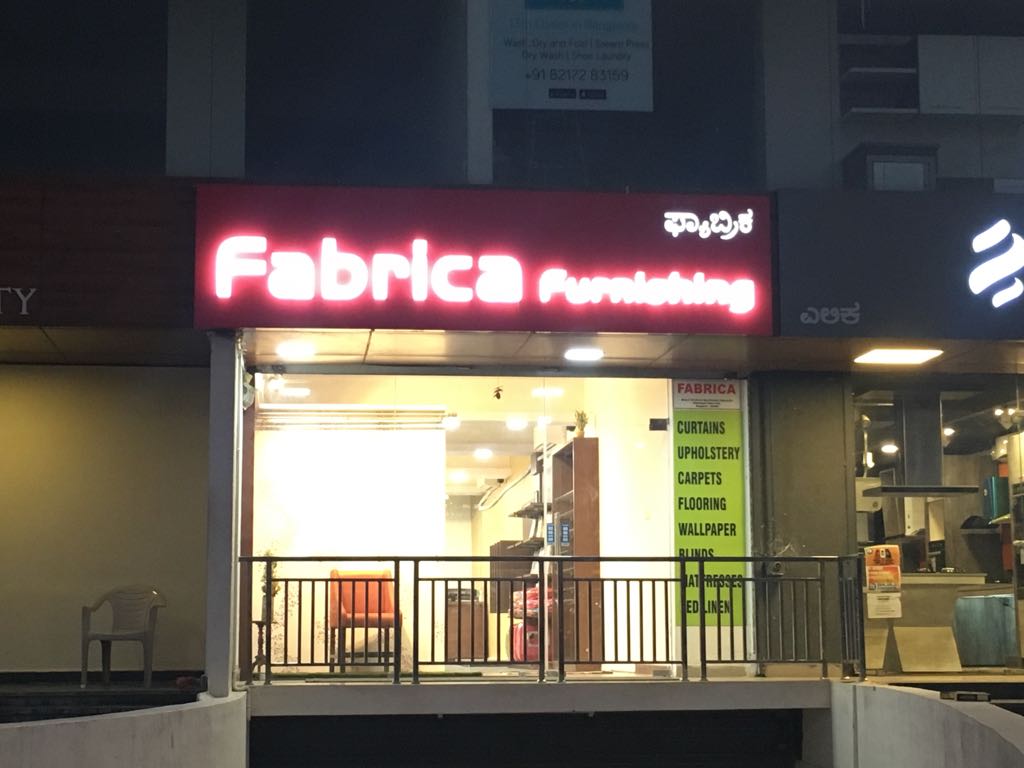 Wash, Dry and Fold | Steam Press
Dry Wash | Shoe Laundry
+91 82172 83159
ಫ್ಯಾಬ್ರಿಕ
Fabrica Furnishing
TY
ಎಲಿಕ
FABRICA
CURTAINS
UPHOLSTERY
CARPETS
FLOORING
WALLPAPER
BLINDS
MATTRESSES
BED LINEN